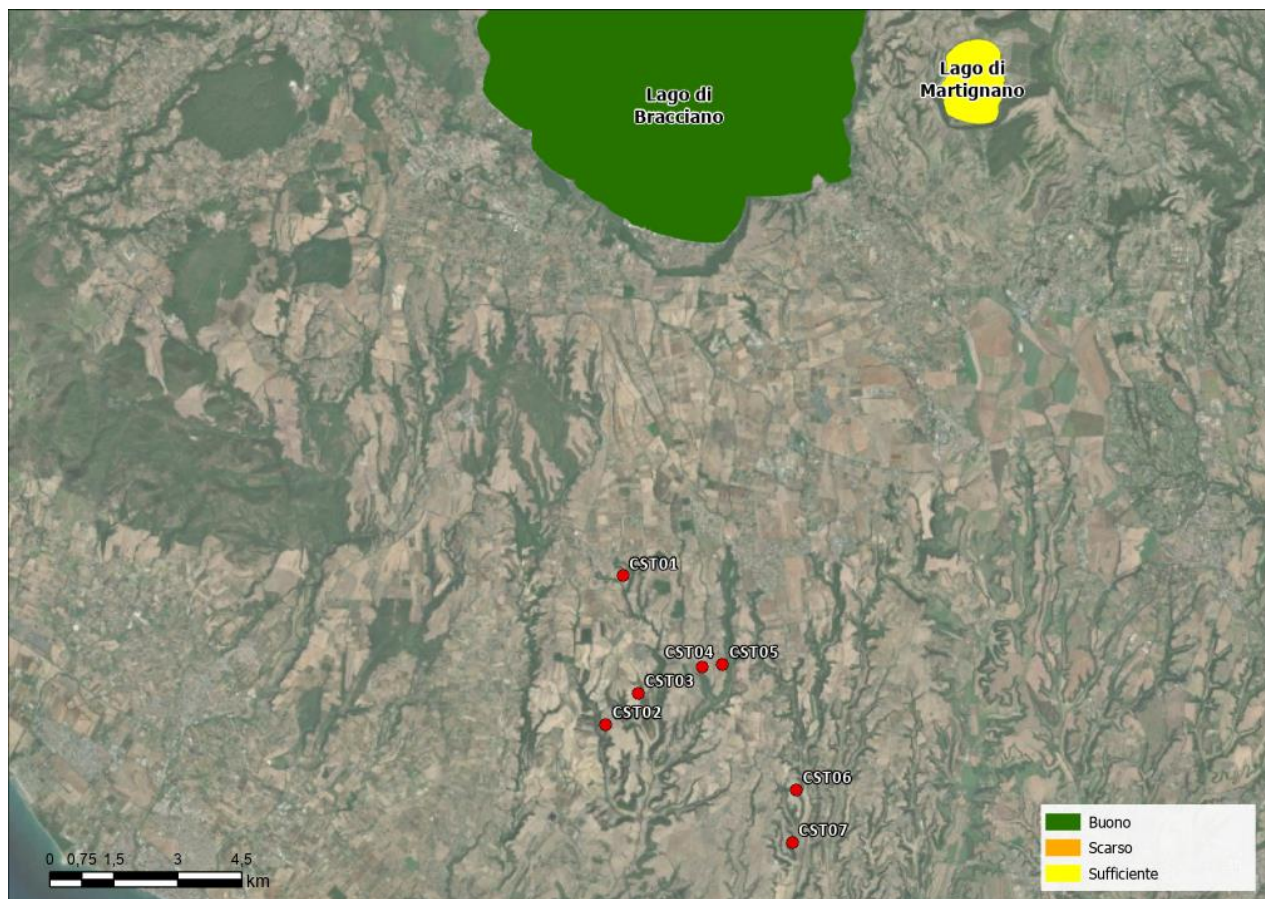 Lago di
Bracciano
Lago di
Martignano
CST01
CST04
CST05
CST03
CST02
CST06
CST07
0 0,75 1,5 3 4,5
km
Buono
Scarso
Sufficiente